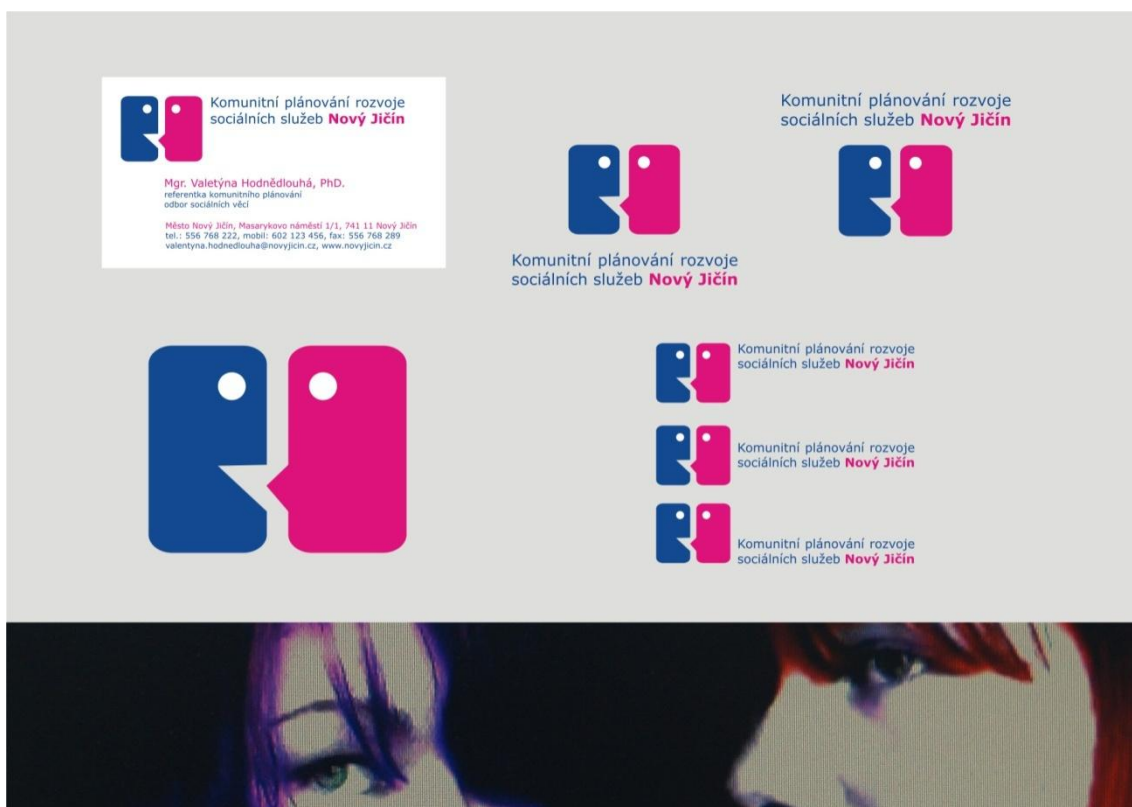 Komunitní plánování rozvoje
sociálních služeb Nový Jičín
Mgr. Valetýna Hodnědlouhá, PhD.
referentka komunitního plánování
odbor sociálních věcí
Město Nový Jičín, Masarykovo náměstí 1/1, 741 11 Nový Jičín
tel.: 556 768 222, mobil: 602 123 456, fax: 556 768 289
valentyna.hodnedlouha@novyjicin.cz, www.novyjicin.cz
Komunitní plánování rozvoje
sociálních služeb Nový Jičín
Komunitní plánování rozvoje
sociálních služeb Nový Jičín
Komunitní plánování rozvoje
sociálních služeb Nový Jičín
Komunitní plánování rozvoje
sociálních služeb Nový Jičín
Komunitní plánování rozvoje
sociálních služeb Nový Jičín